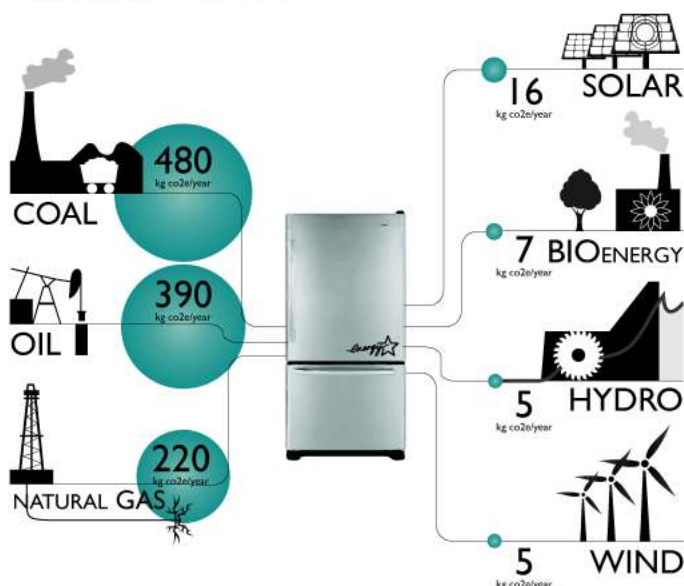 480
kg co2e/year
COAL
390
kg co2e/year
OIL
220
kg co2e/year
NATURAL GAS
energy
16
kg co2e/year
SOLAR
7
kg co2e/year
BIOENERGY
5
kg co2e/year
HYDRO
5
kg co2e/year
WIND